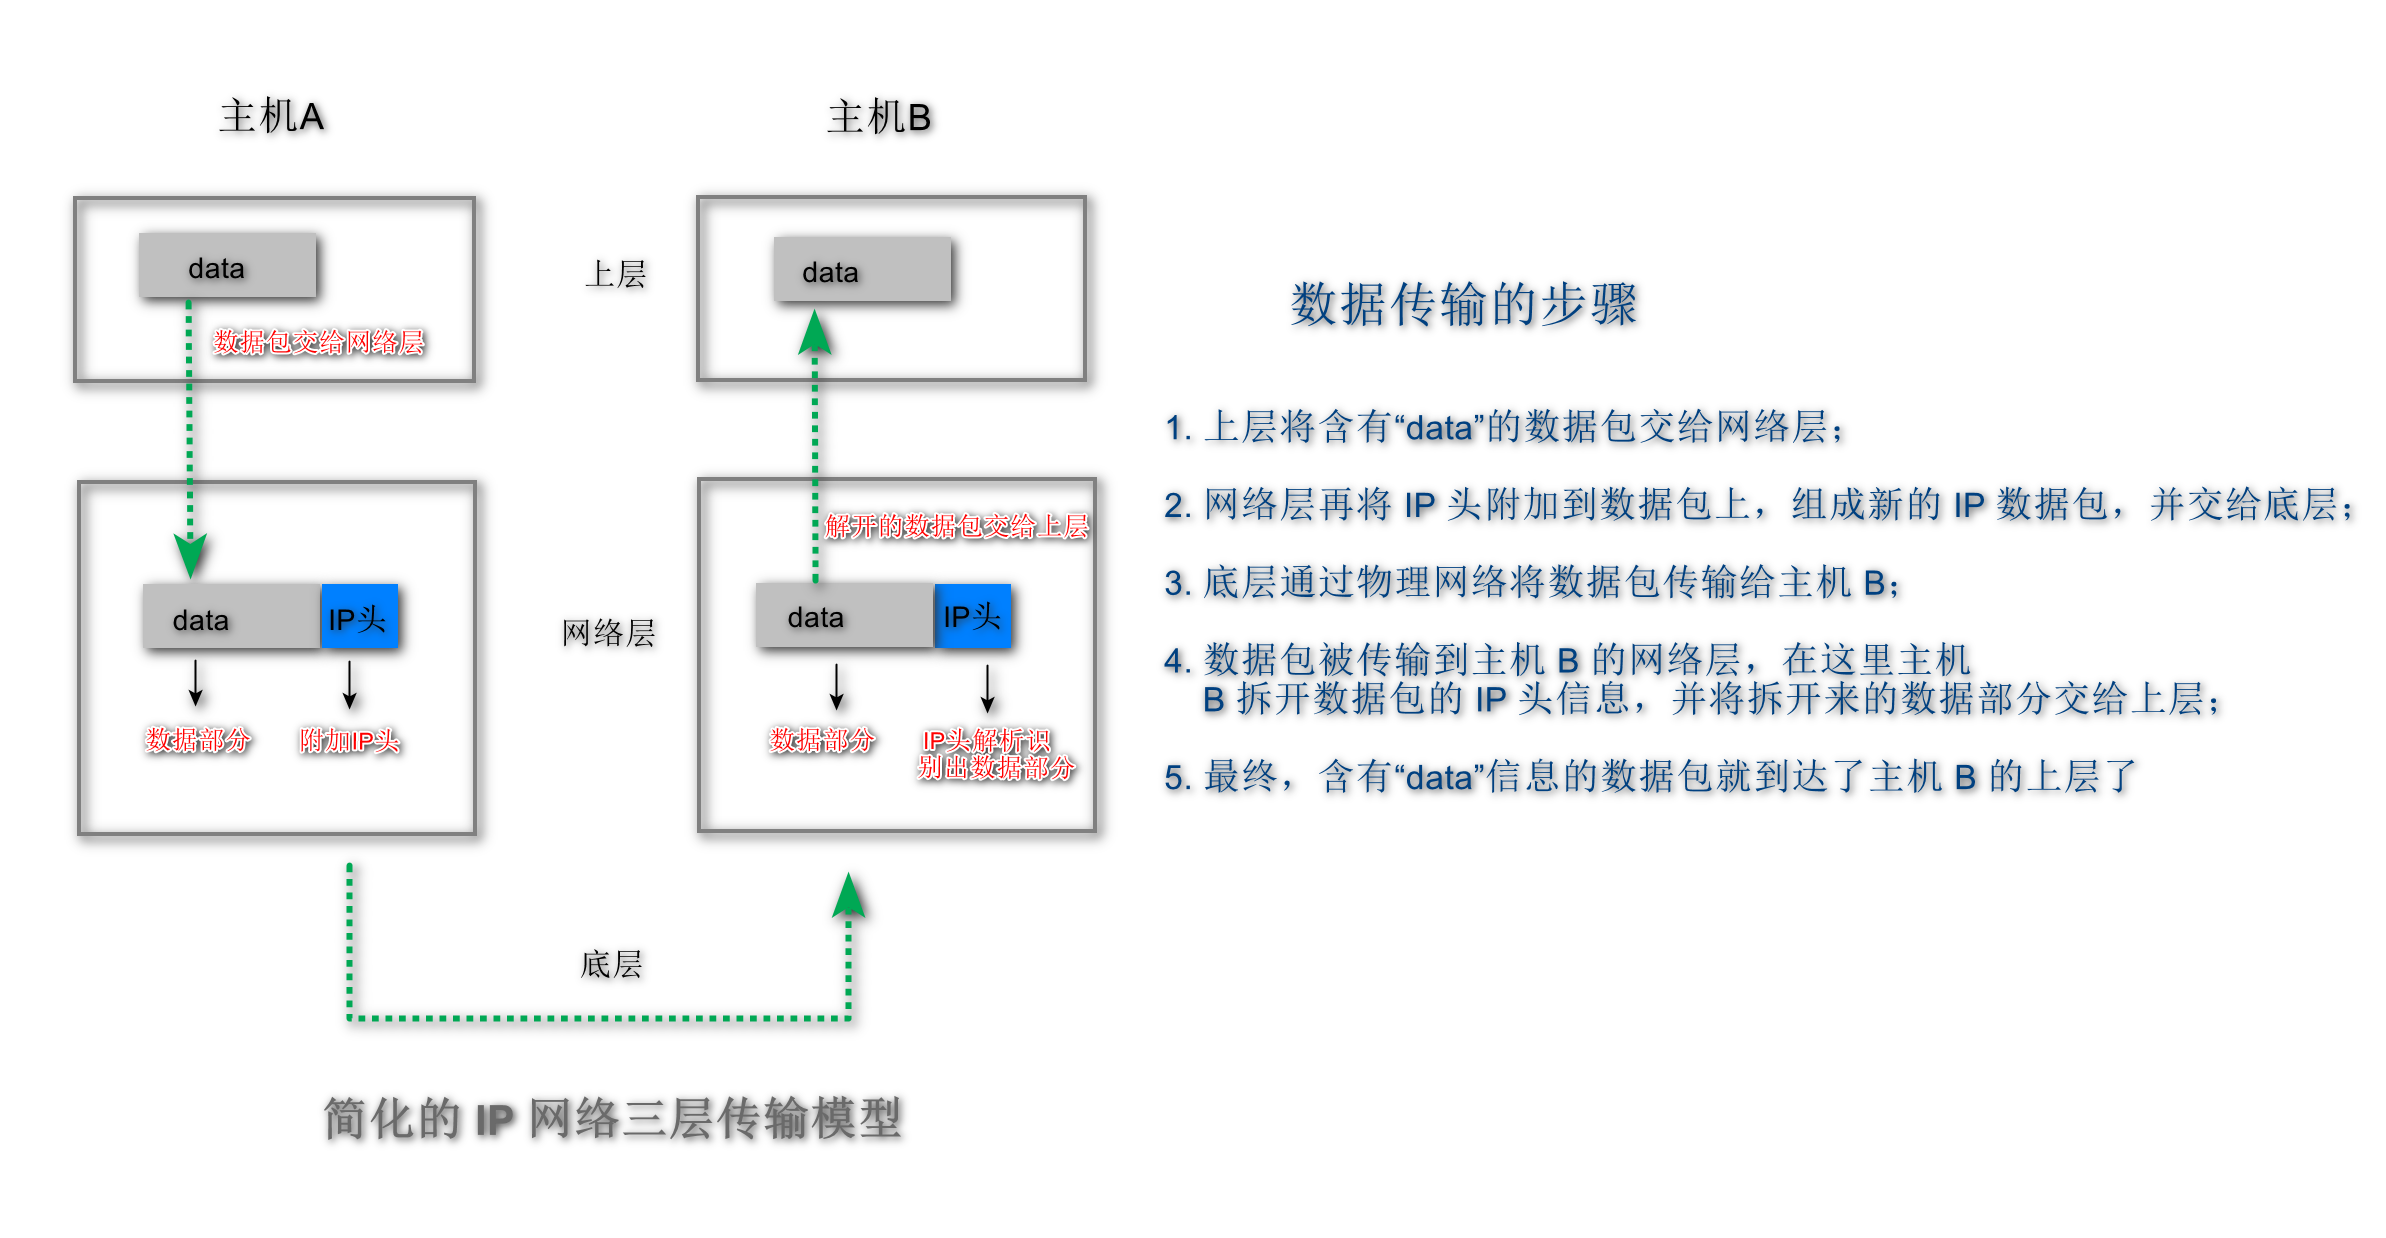 主机A
主机B
data
数据包交给网络层
上层
data
data
IP头
数据部分
附加IP头
网络层
解开的数据包交给上层
data
IP头
数据部分
IP头解析识
别出数据部分
底层
简化的 IP 网络三层传输模型
数据传输的步骤
1. 上层将含有“data”的数据包交给网络层；
2. 网络层再将 IP 头附加到数据包上，组成新的 IP 数据包，并交给底层；
3. 底层通过物理网络将数据包传输给主机 B；
4. 数据包被传输到主机 B 的网络层，在这里主机
B 拆开数据包的 IP 头信息，并将拆开来的数据部分交给上层；
5. 最终，含有“data”信息的数据包就到达了主机 B 的上层了